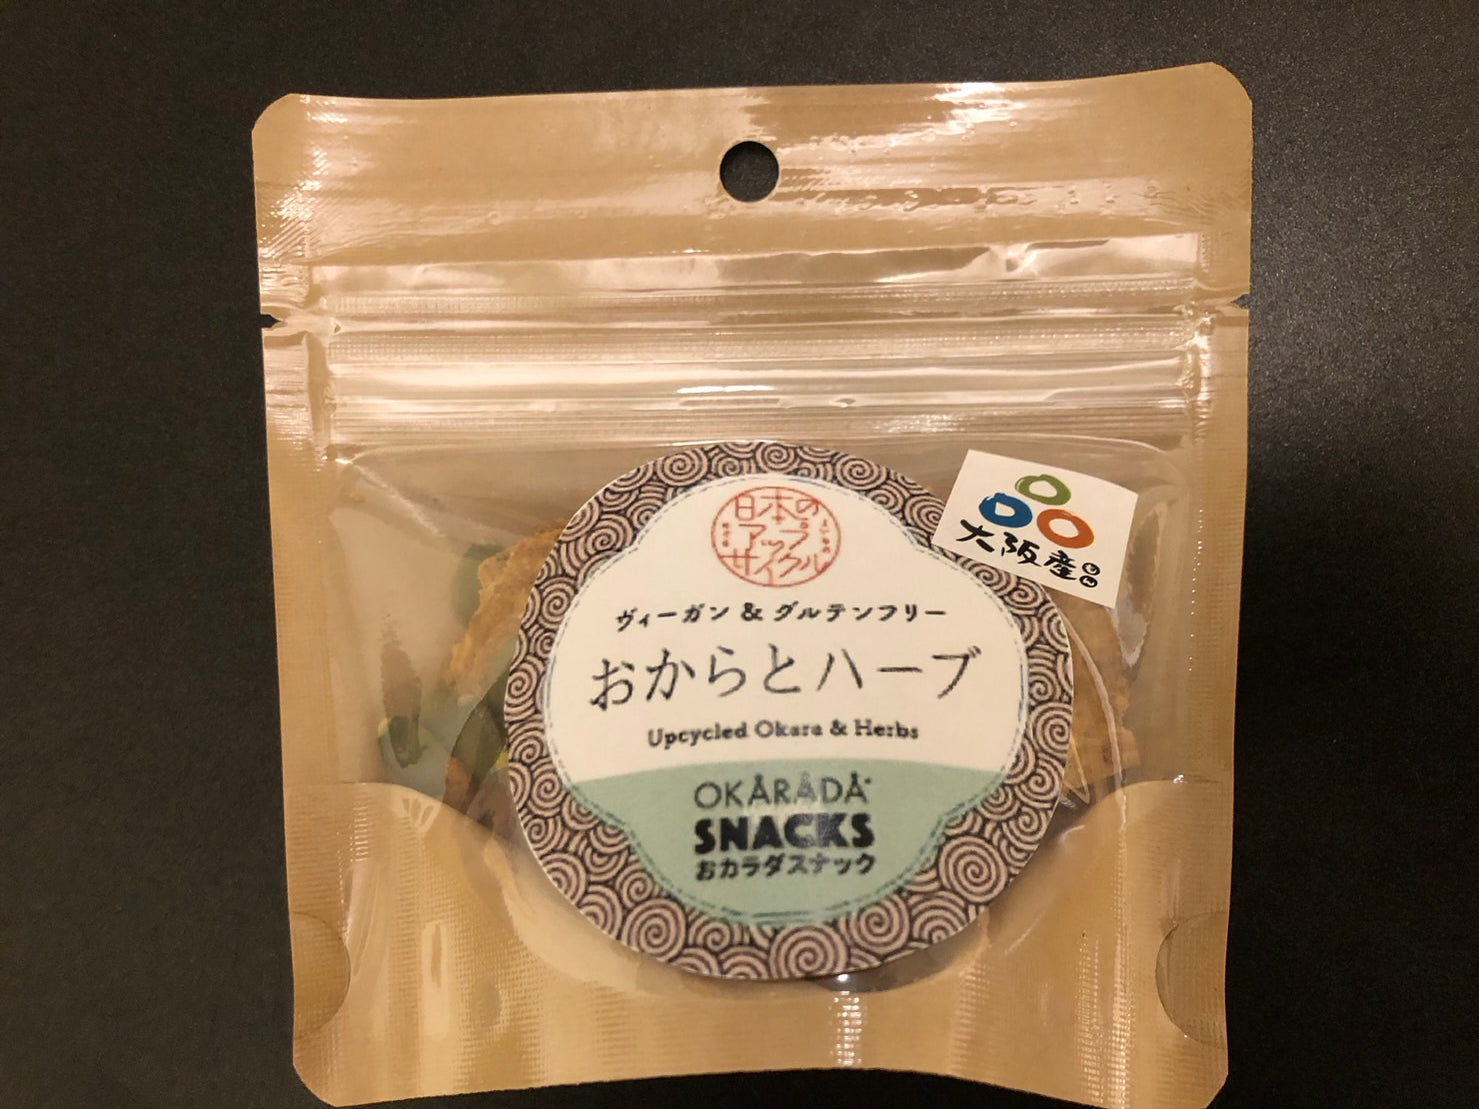 日本の
アップ
サイクル
大阪産
ヴィーガン & グルテンフリー
おからとハーブ
Upcycled Okara & Herbs
OKÅRÅDÅ
SNACKS
おカラダスナック